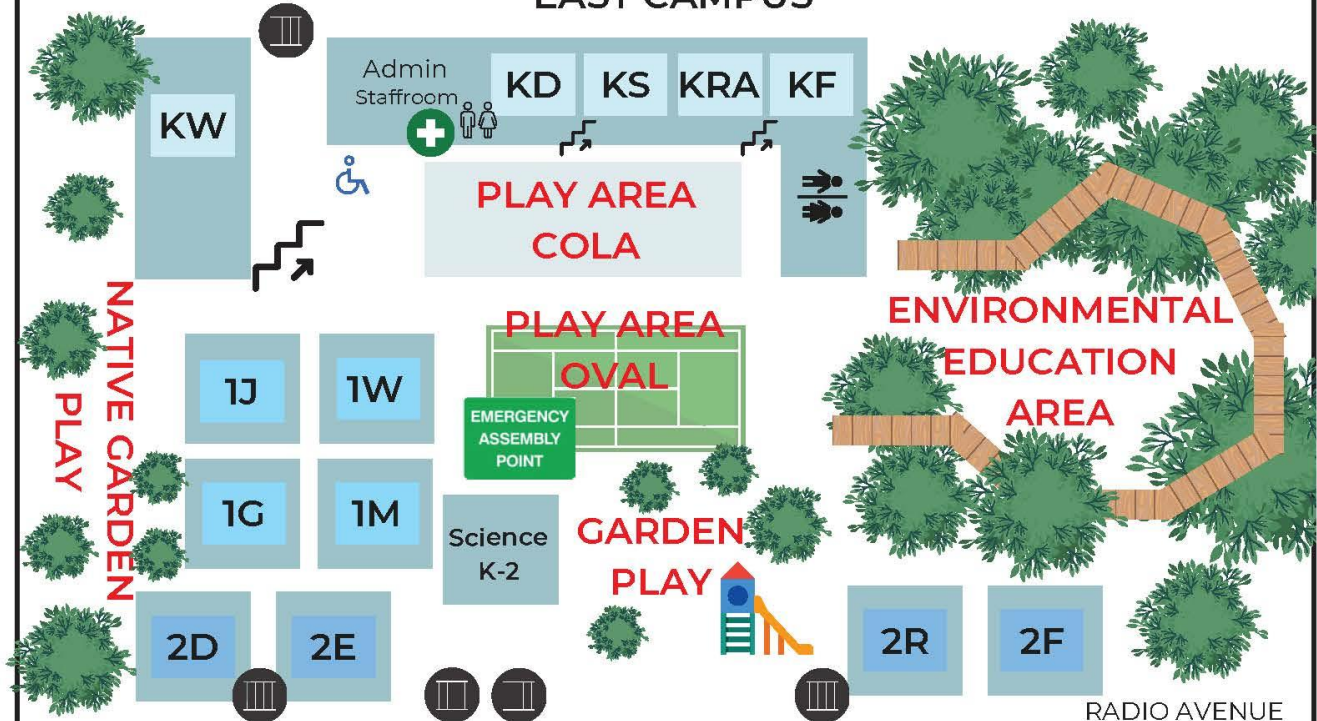 EAST CAMPUS
Admin
Staffroom
KD
KS
KRA
KF
KW
PLAY AREA
COLA
NATIVE GARDEN
PLAY
PLAY AREA
OVAL
ENVIRONMENTAL
EDUCATION
AREA
1J
1W
EMERGENCY
ASSEMBLY
POINT
1G
1M
Science
K-2
GARDEN
PLAY
2D
2E
2R
2F
RADIO AVENUE